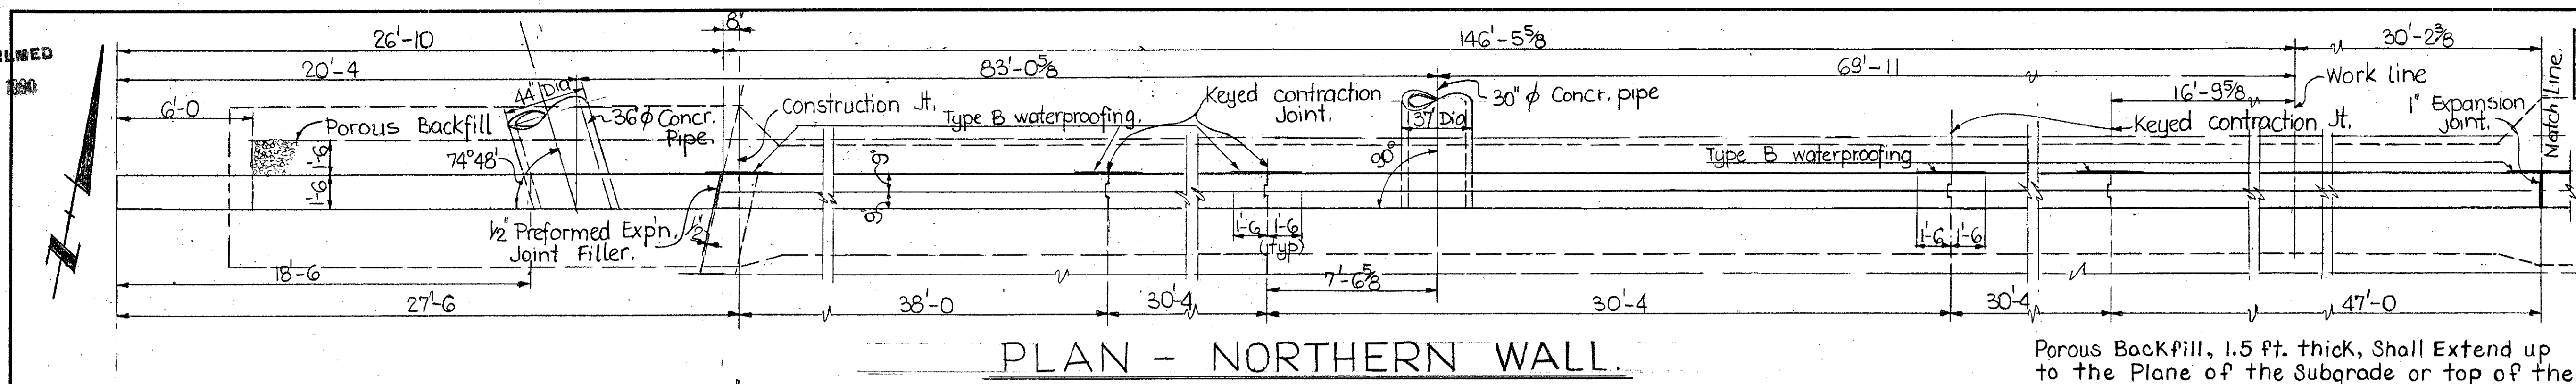 8"
26'-10
146'-5⅝
30'-2⅜
ILMED
20'-4
83'-0⅝
69'-11
Work line
Match Line.
44" Dia
16'-9⅝
6'-0
Construction Jt.
Keyed contraction
Joint.
30" φ Concr. pipe
1" Expansion
Joint.
Porous Backfill
36 φ Concr.
Pipe.
Type B waterproofing.
37" Dia
Keyed contraction Jt.
1'-6
74°48'
9"
90°
Type B waterproofing
1'-6
9"
½" Preformed Exp'n.
Joint Filler.
½"
1'-6 1'-6
(Typ)
1'-6 1'-6
18'-6
7'-6⅝
27'-6
38'-0
30'-4
30'-4
30'-4
47'-0
PLAN - NORTHERN WALL.
Porous Backfill, 1.5 ft. thick, Shall Extend up
to the Plane of the Subgrade or top of the